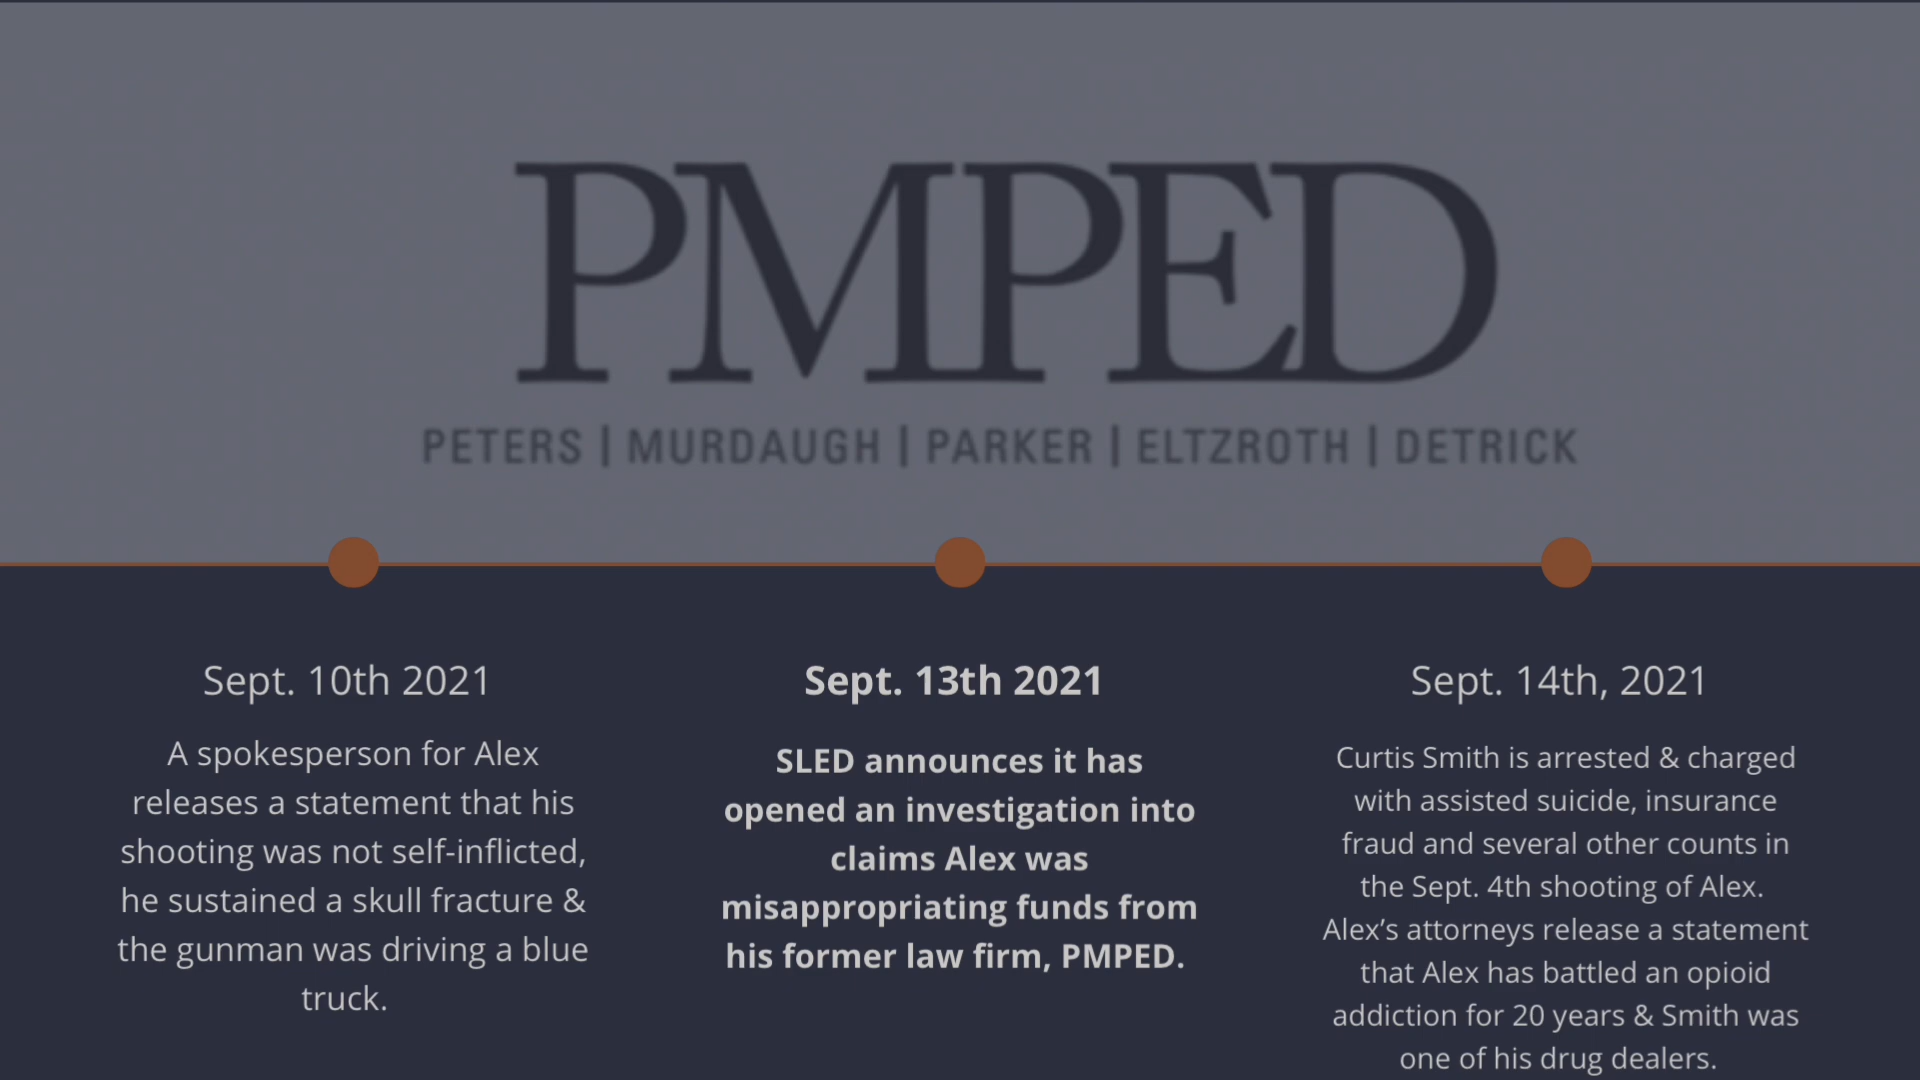 PMPED
PETERS | MURDAUGH | PARKER | ELTZROTH | DETRICK
Sept. 10th 2021
A spokesperson for Alex
releases a statement that his
shooting was not self-inflicted,
he sustained a skull fracture &
the gunman was driving a blue
truck.
Sept. 13th 2021
SLED announces it has
opened an investigation into
claims Alex was
misappropriating funds from
his former law firm, PMPED.
Sept. 14th, 2021
Curtis Smith is arrested & charged
with assisted suicide, insurance
fraud and several other counts in
the Sept. 4th shooting of Alex.
Alex’s attorneys release a statement
that Alex has battled an opioid
addiction for 20 years & Smith was
one of his drug dealers.